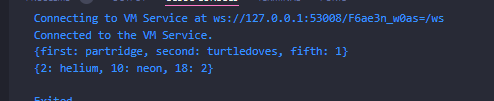 Connecting to VM Service at ws://127.0.0.1:53008/F6ae3n_w0as=/ws
Connected to the VM Service.
{first: partridge, second: turtledoves, fifth: 1}
{2: helium, 10: neon, 18: 2}
Exited